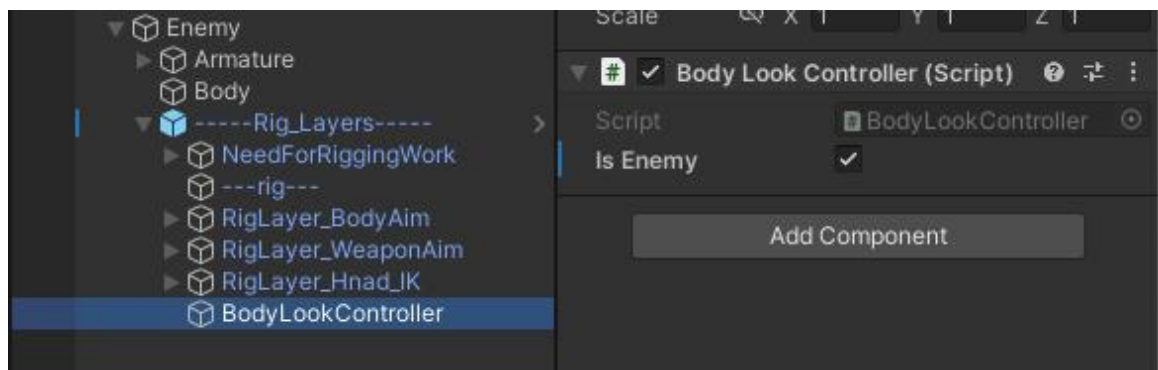 Enemy
Armature
Body
-----Rig_Layers-----
NeedForRiggingWork
---rig---
RigLayer_BodyAim
RigLayer_WeaponAim
RigLayer_Hnad_IK
BodyLookController
Scale X 1 Y 1 Z 1
# Body Look Controller (Script)
Script # BodyLookController
Is Enemy
Add Component